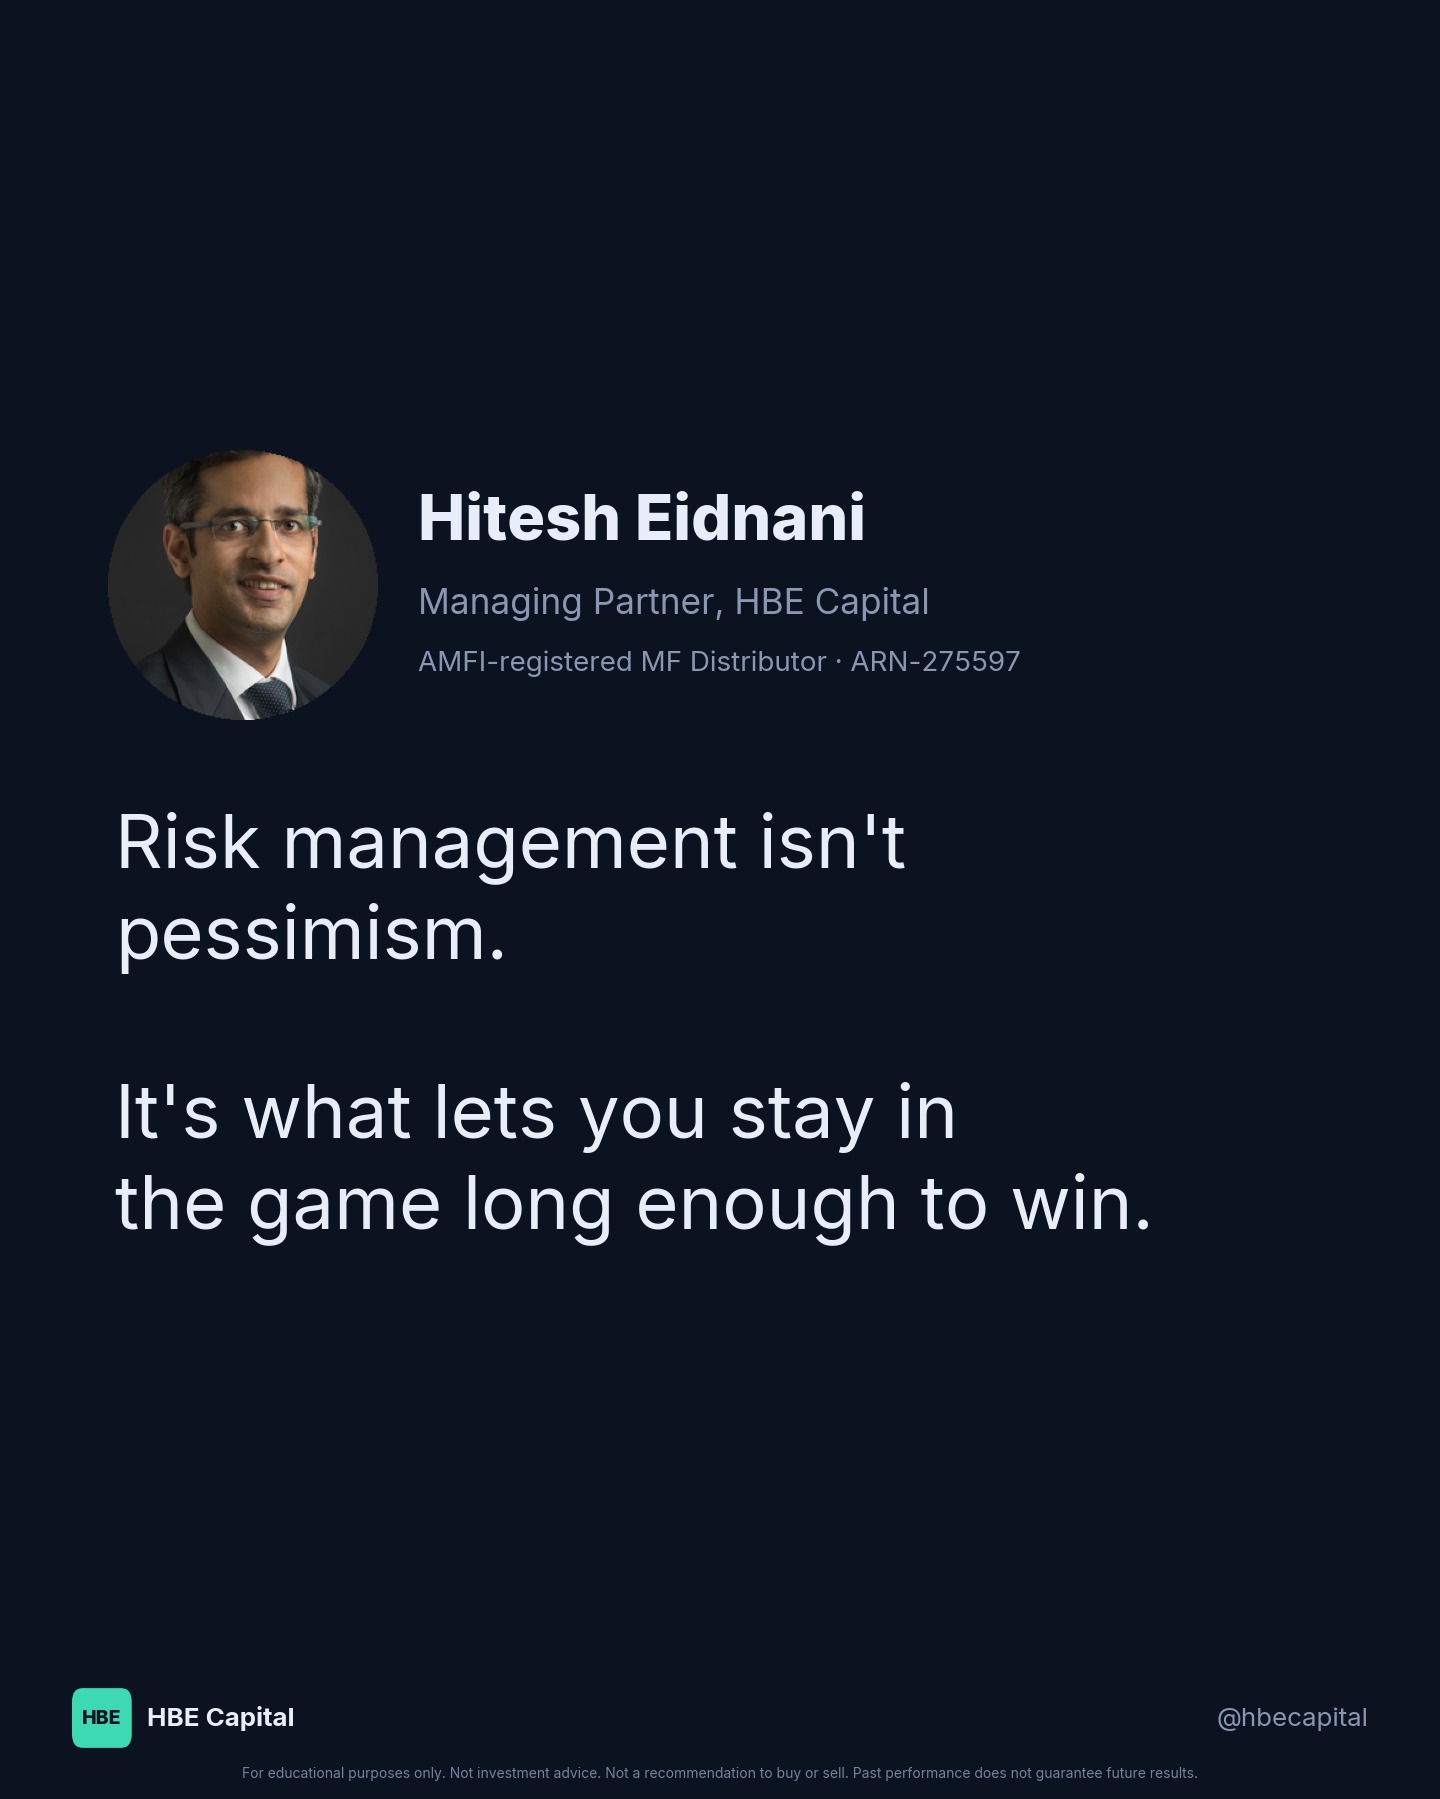 Hitesh Eidnani
Managing Partner, HBE Capital
AMFI-registered MF Distributor · ARN-275597
Risk management isn't
pessimism.
It's what lets you stay in
the game long enough to win.
HBE
HBE Capital
@hbecapital
For educational purposes only. Not investment advice. Not a recommendation to buy or sell. Past performance does not guarantee future results.